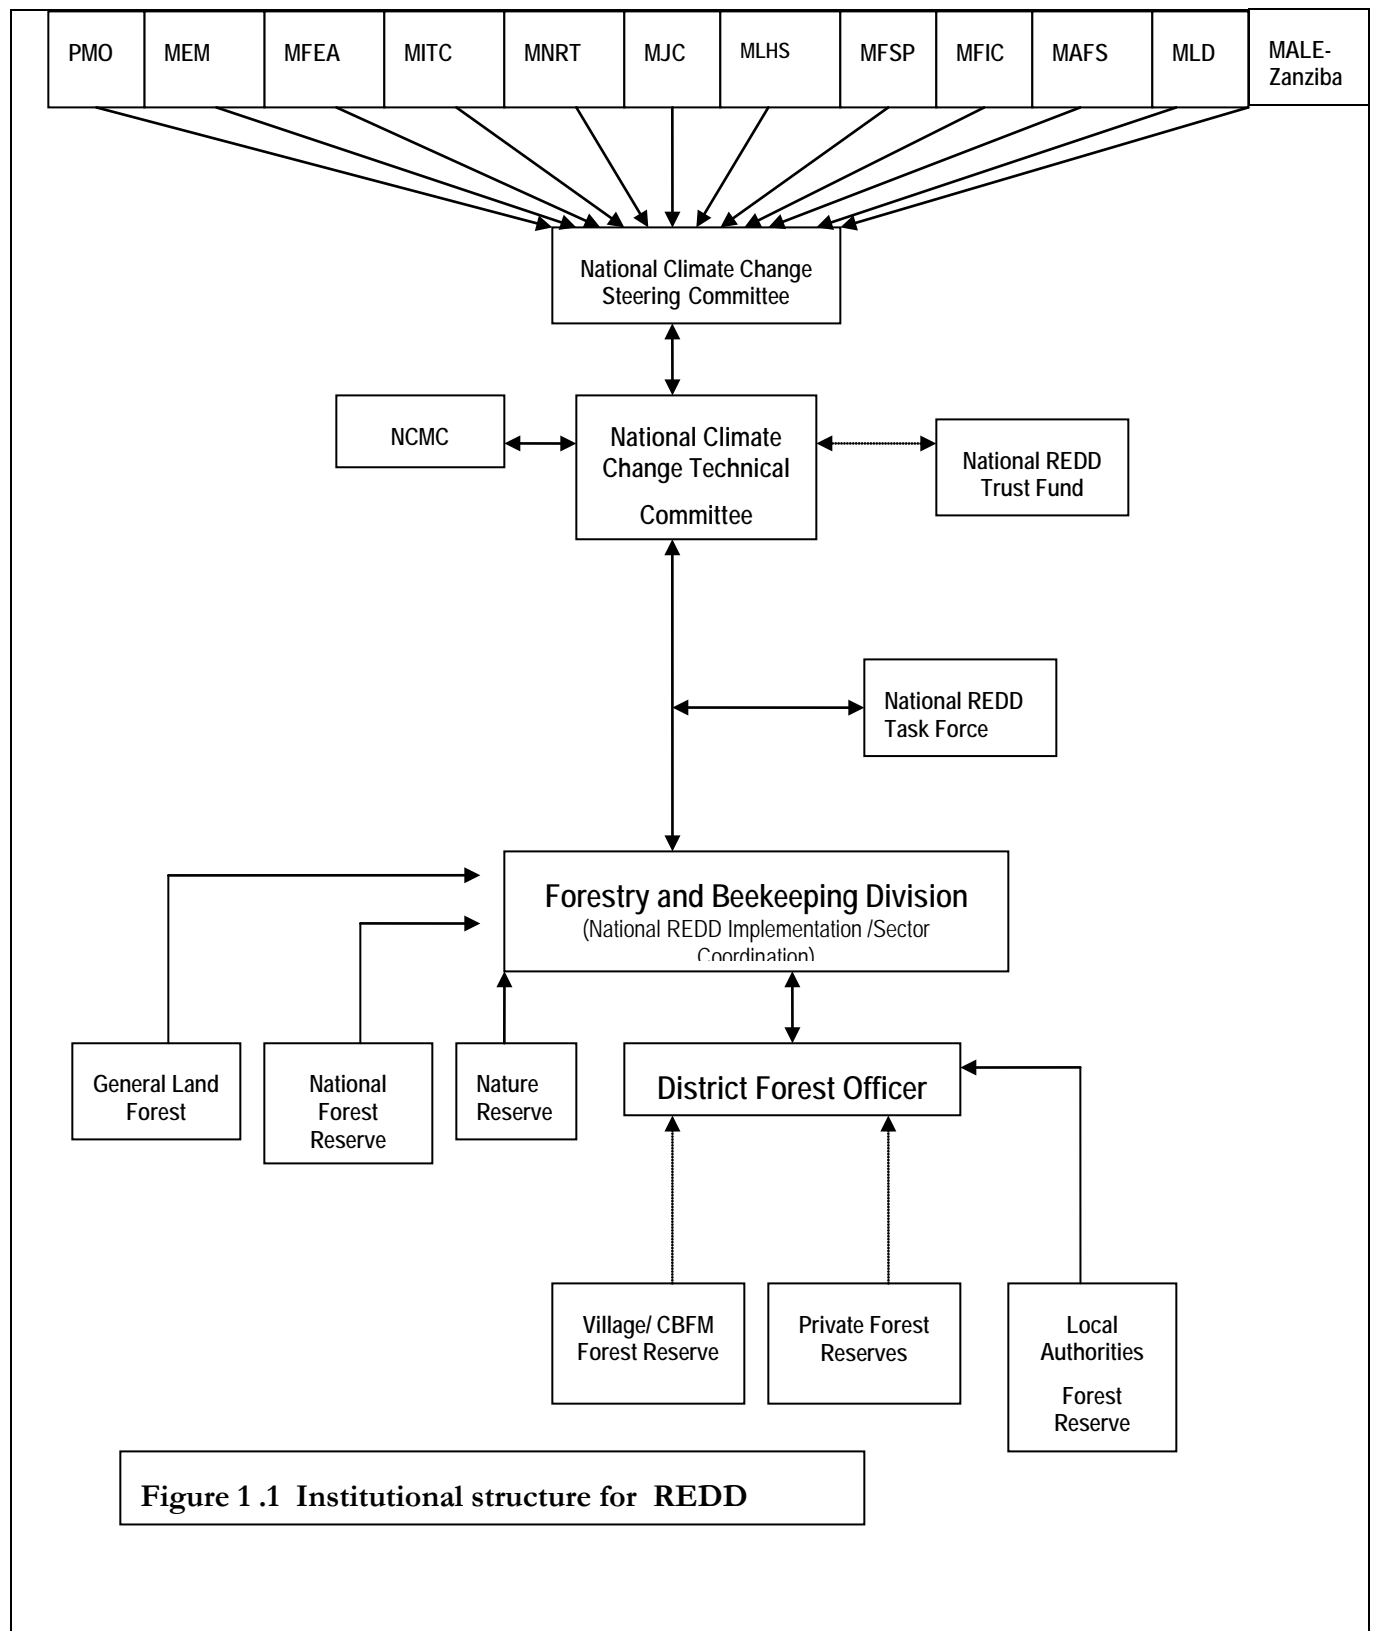 PMO
MEM
MFEA
MITC
MNRT
MJC
MLHS
MFSP
MFIC
MAFS
MLD
MALE-
Zanziba
National Climate Change
Steering Committee
NCMC
National Climate
Change Technical
Committee
National REDD
Trust Fund
National REDD
Task Force
Forestry and Beekeeping Division
(National REDD Implementation /Sector
Coordination)
General Land
Forest
National
Forest
Reserve
Nature
Reserve
District Forest Officer
Village/ CBFM
Forest Reserve
Private Forest
Reserves
Local
Authorities
Forest
Reserve
Figure 1 .1 Institutional structure for REDD